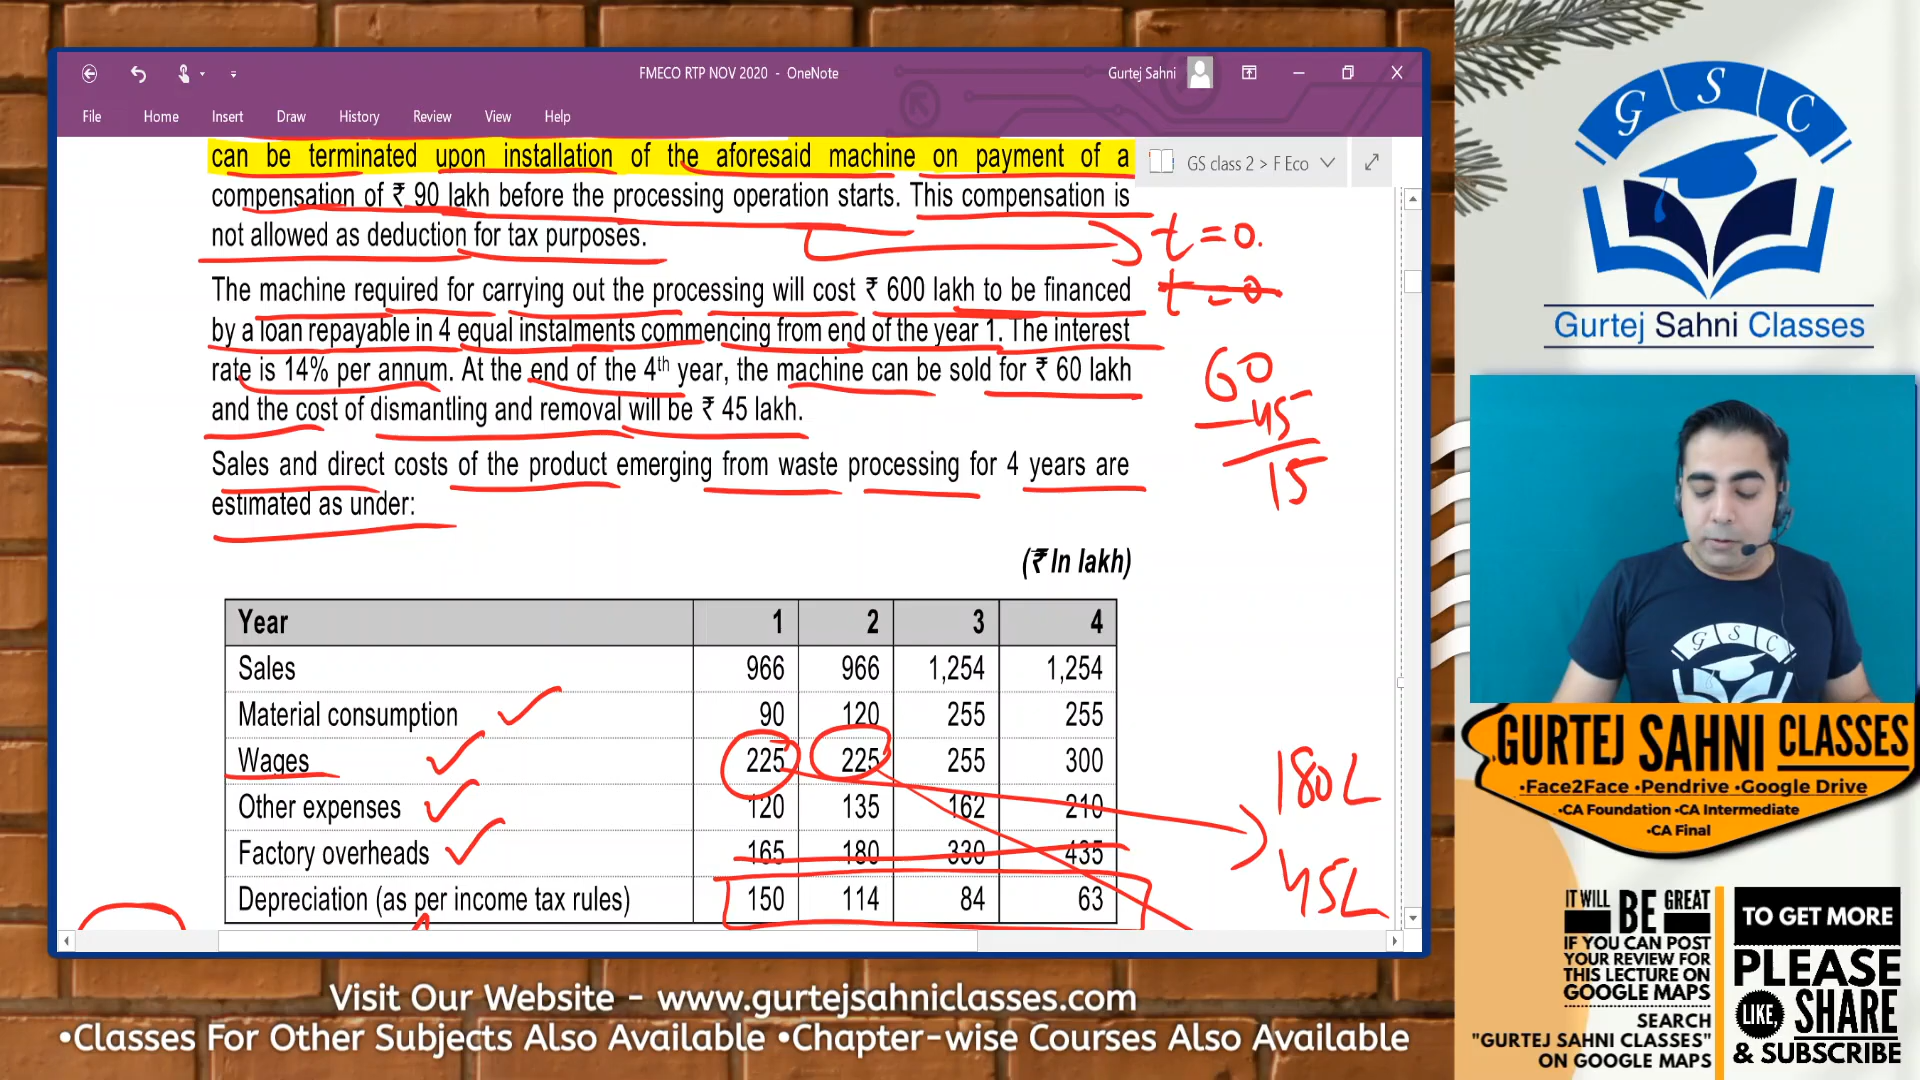 FMECO RTP NOV 2020 - OneNote
Gurtej Sahni
File Home Insert Draw History Review View Help
GS class 2 > F Eco
can be terminated upon installation of the aforesaid machine on payment of a
compensation of ₹ 90 lakh before the processing operation starts. This compensation is
not allowed as deduction for tax purposes.
t = 0.
The machine required for carrying out the processing will cost ₹ 600 lakh to be financed
t = 0
by a loan repayable in 4 equal instalments commencing from end of the year 1. The interest
rate is 14% per annum. At the end of the 4th year, the machine can be sold for ₹ 60 lakh
and the cost of dismantling and removal will be ₹ 45 lakh.
60
45
15
Sales and direct costs of the product emerging from waste processing for 4 years are
estimated as under:
(₹ In lakh)
Year 1 2 3 4
Sales 966 966 1,254 1,254
Material consumption 90 120 255 255
Wages 225 225 255 300
Other expenses 120 135 162 210
Factory overheads 165 180 330 435
Depreciation (as per income tax rules) 150 114 84 63
180L
45L
G S C
Gurtej Sahni Classes
G S C
GURTEJ SAHNI CLASSES
•Face2Face •Pendrive •Google Drive
•CA Foundation •CA Intermediate
•CA Final
IT WILL BE GREAT
IF YOU CAN POST
YOUR REVIEW FOR
THIS LECTURE ON
GOOGLE MAPS
SEARCH
"GURTEJ SAHNI CLASSES"
ON GOOGLE MAPS
TO GET MORE
PLEASE
LIKE, SHARE
& SUBSCRIBE
Visit Our Website - www.gurtejsahniclasses.com
•Classes For Other Subjects Also Available •Chapter-wise Courses Also Available